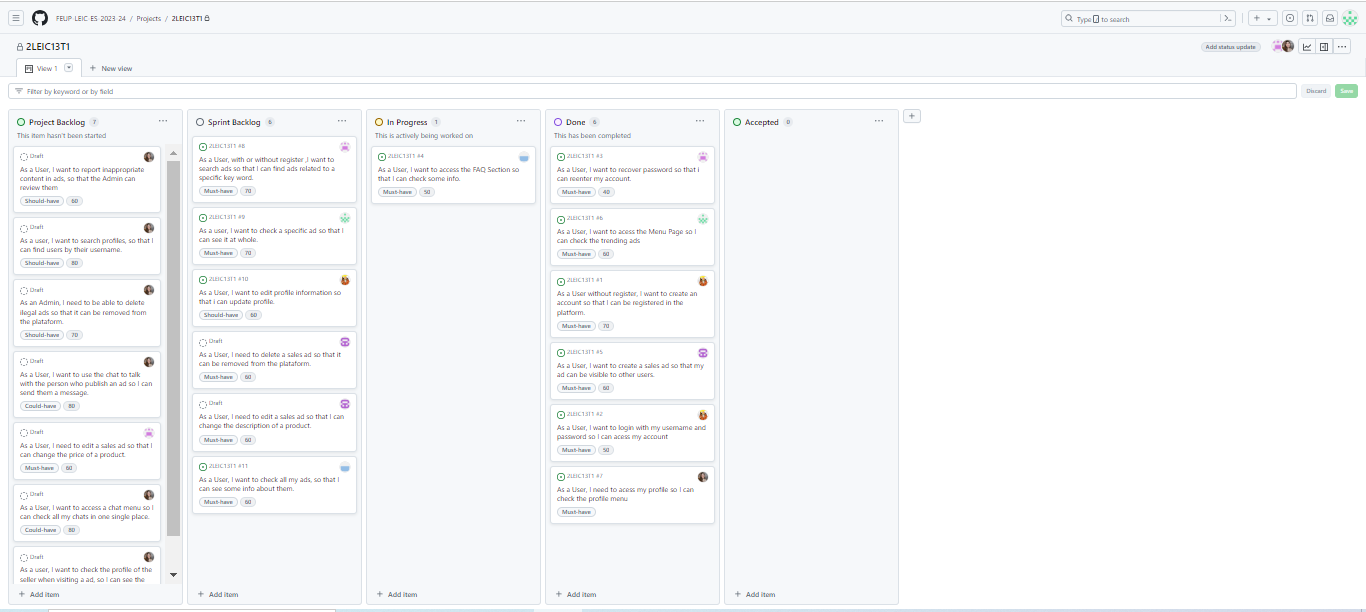 FEUP-LEIC-ES-2023-24 / Projects / 2LEIC13T1
Type / to search
2LEIC13T1
Add status update
View 1
New view
Filter by keyword or by field
Discard
Save
Project Backlog 7
This item hasn't been started
Draft
As a User, I want to report inappropriate
content in ads, so that the Admin can
review them
Should-have 60
Draft
As a user, I want to search profiles, so that I
can find users by their username.
Should-have 80
Draft
As an Admin, I need to be able to delete
ilegal ads so that it can be removed from
the plataform.
Should-have 70
Draft
As a User, I want to use the chat to talk
with the person who publish an ad so I can
send them a message.
Could-have 80
Draft
As a User, I need to edit a sales ad so that I
can change the price of a product.
Must-have 60
Draft
As a User, I want to access a chat menu so I
can check all my chats in one single place.
Could-have 80
Draft
As a user, I want to check the profile of the
seller when visiting a ad, so I can see the
Add item
Sprint Backlog 6
2LEIC13T1 #8
As a User, with or without register ,I want to
search ads so that I can find ads related to a
specific key word.
Must-have 70
2LEIC13T1 #9
As a user, I want to check a specific ad so that I
can see it at whole.
Must-have 70
2LEIC13T1 #10
As a User, I want to edit profile information so
that i can update profile.
Should-have 60
Draft
As a User, I need to delete a sales ad so that it
can be removed from the plataform.
Must-have 60
Draft
As a User, I need to edit a sales ad so that I can
change the description of a product.
Must-have 60
2LEIC13T1 #11
As a User, I want to check all my ads, so that I
can see some info about them.
Must-have 60
Add item
In Progress 1
This is actively being worked on
2LEIC13T1 #4
As a User, I want to access the FAQ Section so
that I can check some info.
Must-have 50
Add item
Done 6
This has been completed
2LEIC13T1 #3
As a User, I want to recover password so that i
can reenter my account.
Must-have 40
2LEIC13T1 #6
As a User, I want to acess the Menu Page so I
can check the trending ads
Must-have 60
2LEIC13T1 #1
As a User without register, I want to create an
account so that I can be registered in the
platform.
Must-have 70
2LEIC13T1 #5
As a User, I want to create a sales ad so that my
ad can be visible to other users.
Must-have 60
2LEIC13T1 #2
As a User, I want to login with my username and
password so I can acess my account
Must-have 50
2LEIC13T1 #7
As a User, I need to acess my profile so I can
check the profile menu
Must-have
Add item
Accepted 0
Add item